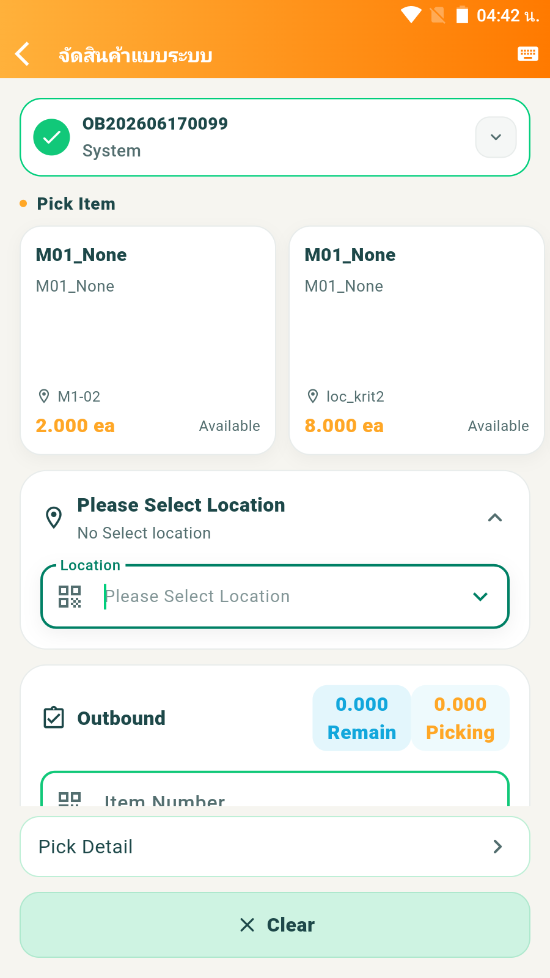 04:42 น.
จัดสินค้าแบบระบบ
OB202606170099
System
Pick Item
M01_None
M01_None
M1-02
2.000 ea
Available
M01_None
M01_None
loc_krit2
8.000 ea
Available
Please Select Location
No Select location
Location
Please Select Location
Outbound
0.000
Remain
0.000
Picking
Item Number
Pick Detail
Clear